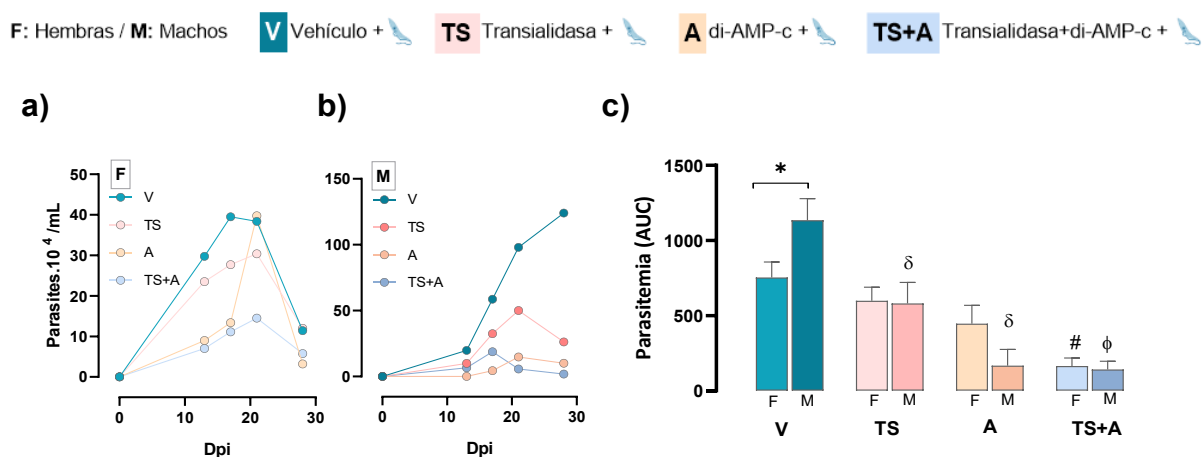 F: Hembras / M: Machos
V Vehículo +
TS Transialidasa +
A di-AMP-c +
TS+A Transialidasa+di-AMP-c +
a)
F
V
TS
A
TS+A
Parasites.10 4 /mL
50
40
30
20
10
0
0
10
20
30
Dpi
b)
M
V
TS
A
TS+A
150
100
50
0
0
10
20
30
Dpi
c)
Parasitemia (AUC)
1500
1000
500
0
*
δ
δ
#
ϕ
F M F M F M F M
V TS A TS+A